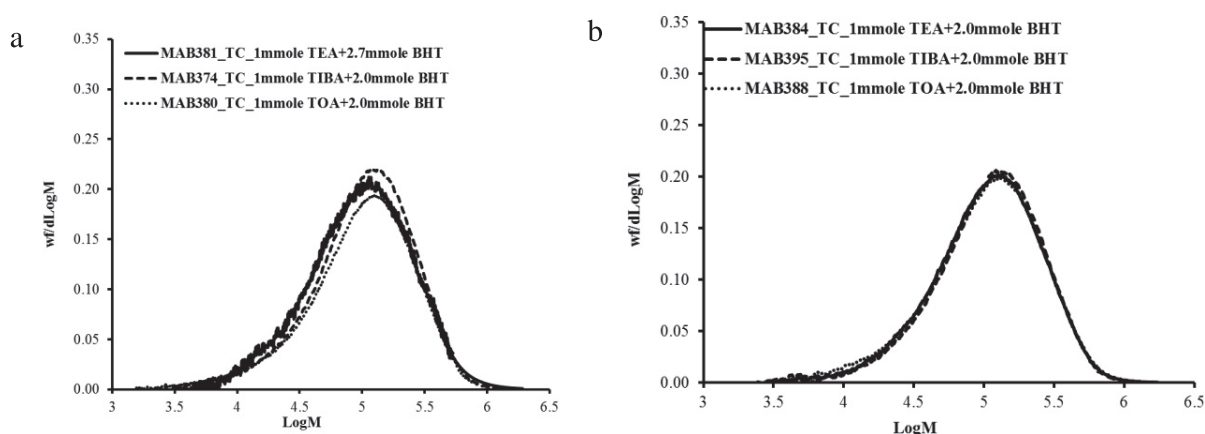 a
0.35
0.30
0.25
0.20
0.15
0.10
0.05
0.00
wf/dLogM
MAB381_TC_1mmole TEA+2.7mmole BHT
MAB374_TC_1mmole TIBA+2.0mmole BHT
MAB380_TC_1mmole TOA+2.0mmole BHT
3 3.5 4 4.5 5 5.5 6 6.5
LogM
b
0.35
0.30
0.25
0.20
0.15
0.10
0.05
0.00
wf/dLogM
MAB384_TC_1mmole TEA+2.0mmole BHT
MAB395_TC_1mmole TIBA+2.0mmole BHT
MAB388_TC_1mmole TOA+2.0mmole BHT
3 3.5 4 4.5 5 5.5 6 6.5
LogM